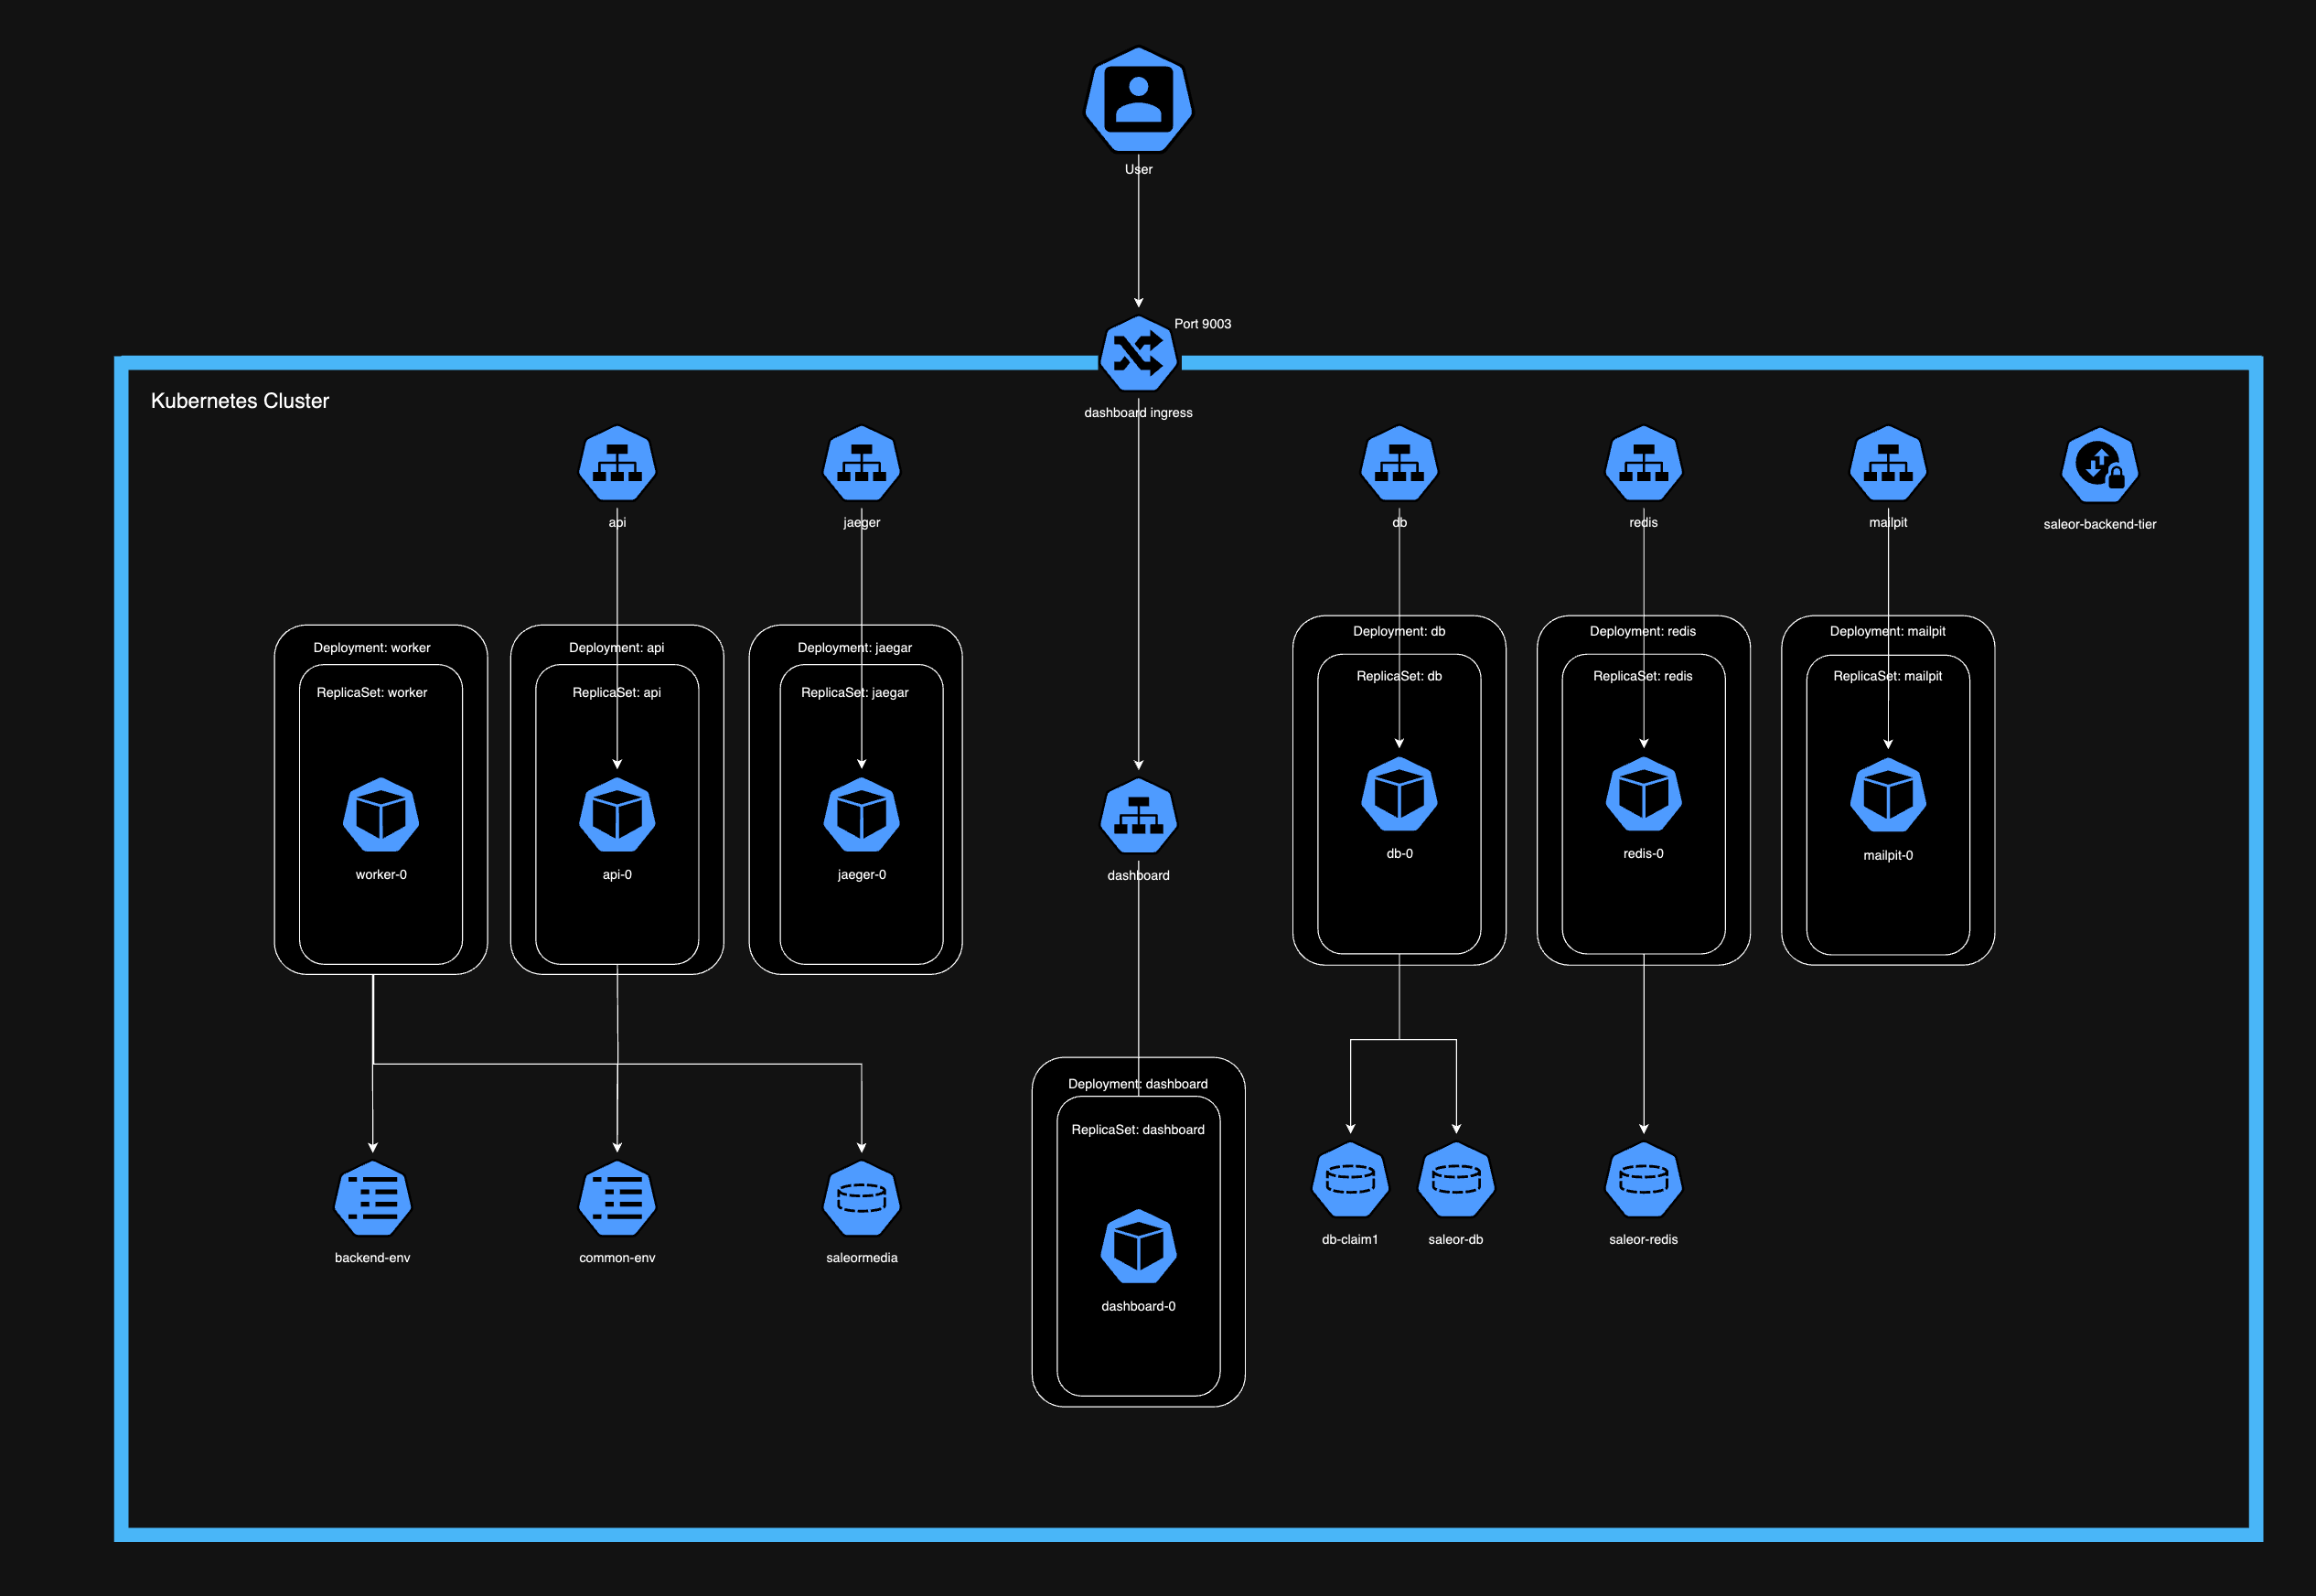 User
Port 9003
dashboard ingress
Kubernetes Cluster
api
jaeger
db
redis
mailpit
saleor-backend-tier
Deployment: worker
ReplicaSet: worker
worker-0
Deployment: api
ReplicaSet: api
api-0
Deployment: jaegar
ReplicaSet: jaegar
jaeger-0
dashboard
Deployment: db
ReplicaSet: db
db-0
Deployment: redis
ReplicaSet: redis
redis-0
Deployment: mailpit
ReplicaSet: mailpit
mailpit-0
backend-env
common-env
saleormedia
Deployment: dashboard
ReplicaSet: dashboard
dashboard-0
db-claim1
saleor-db
saleor-redis